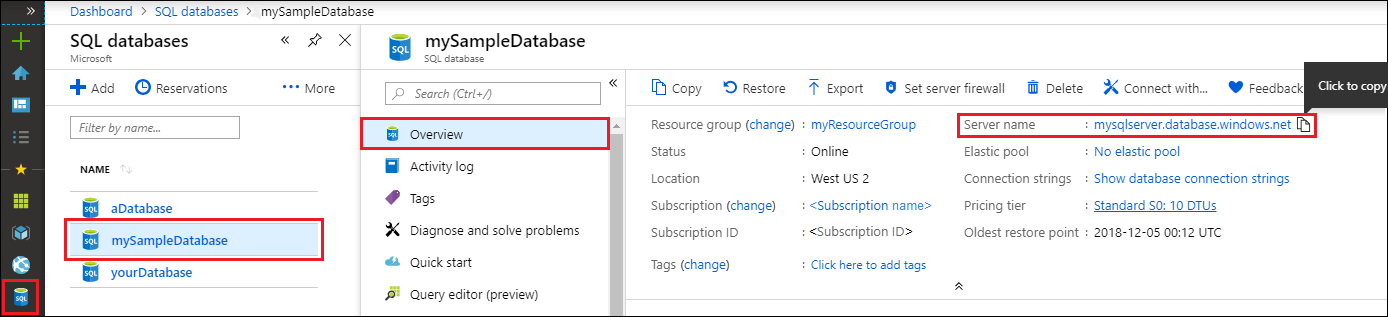 Dashboard > SQL databases > mySampleDatabase
SQL databases
Microsoft
Add Reservations More
Filter by name...
NAME
aDatabase
mySampleDatabase
yourDatabase
mySampleDatabase
SQL database
Search (Ctrl+/)
Overview
Activity log
Tags
Diagnose and solve problems
Quick start
Query editor (preview)
Copy Restore Export Set server firewall Delete Connect with... Feedback
Click to copy
Resource group (change) : myResourceGroup
Status : Online
Location : West US 2
Subscription (change) : <Subscription name>
Subscription ID : <Subscription ID>
Tags (change) : Click here to add tags
Server name : mysqlserver.database.windows.net
Elastic pool : No elastic pool
Connection strings : Show database connection strings
Pricing tier : Standard S0: 10 DTUs
Oldest restore point : 2018-12-05 00:12 UTC